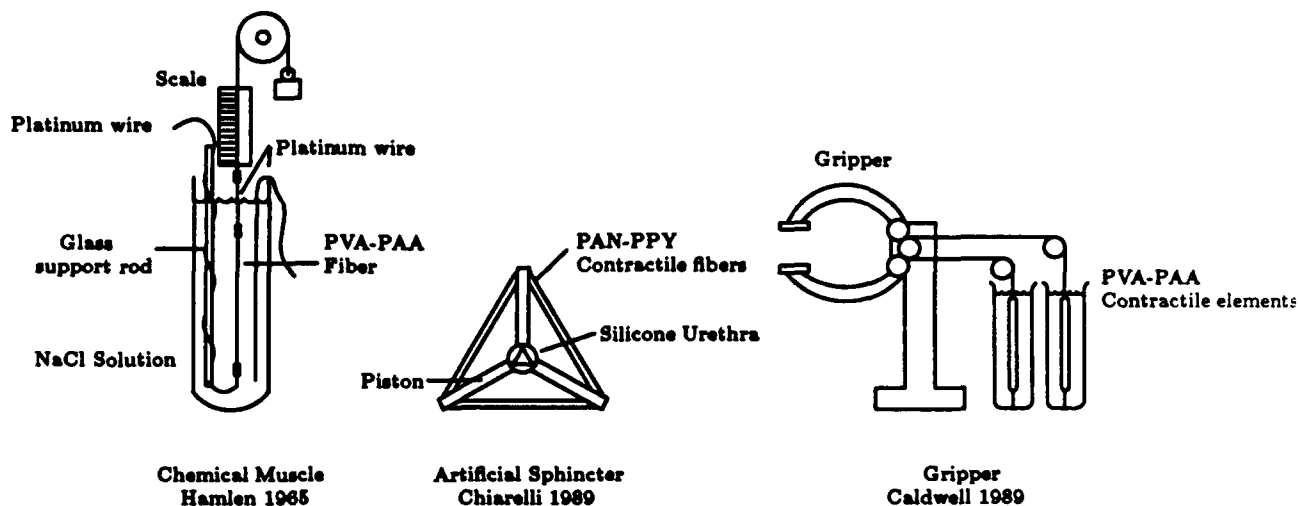 Scale
Platinum wire
Platinum wire
Glass
support rod
PVA-PAA
Fiber
NaCl Solution
Chemical Muscle
Hamlen 1965
PAN-PPY
Contractile fibers
Silicone Urethra
Piston
Artificial Sphincter
Chiarelli 1989
Gripper
PVA-PAA
Contractile elements
Gripper
Caldwell 1989